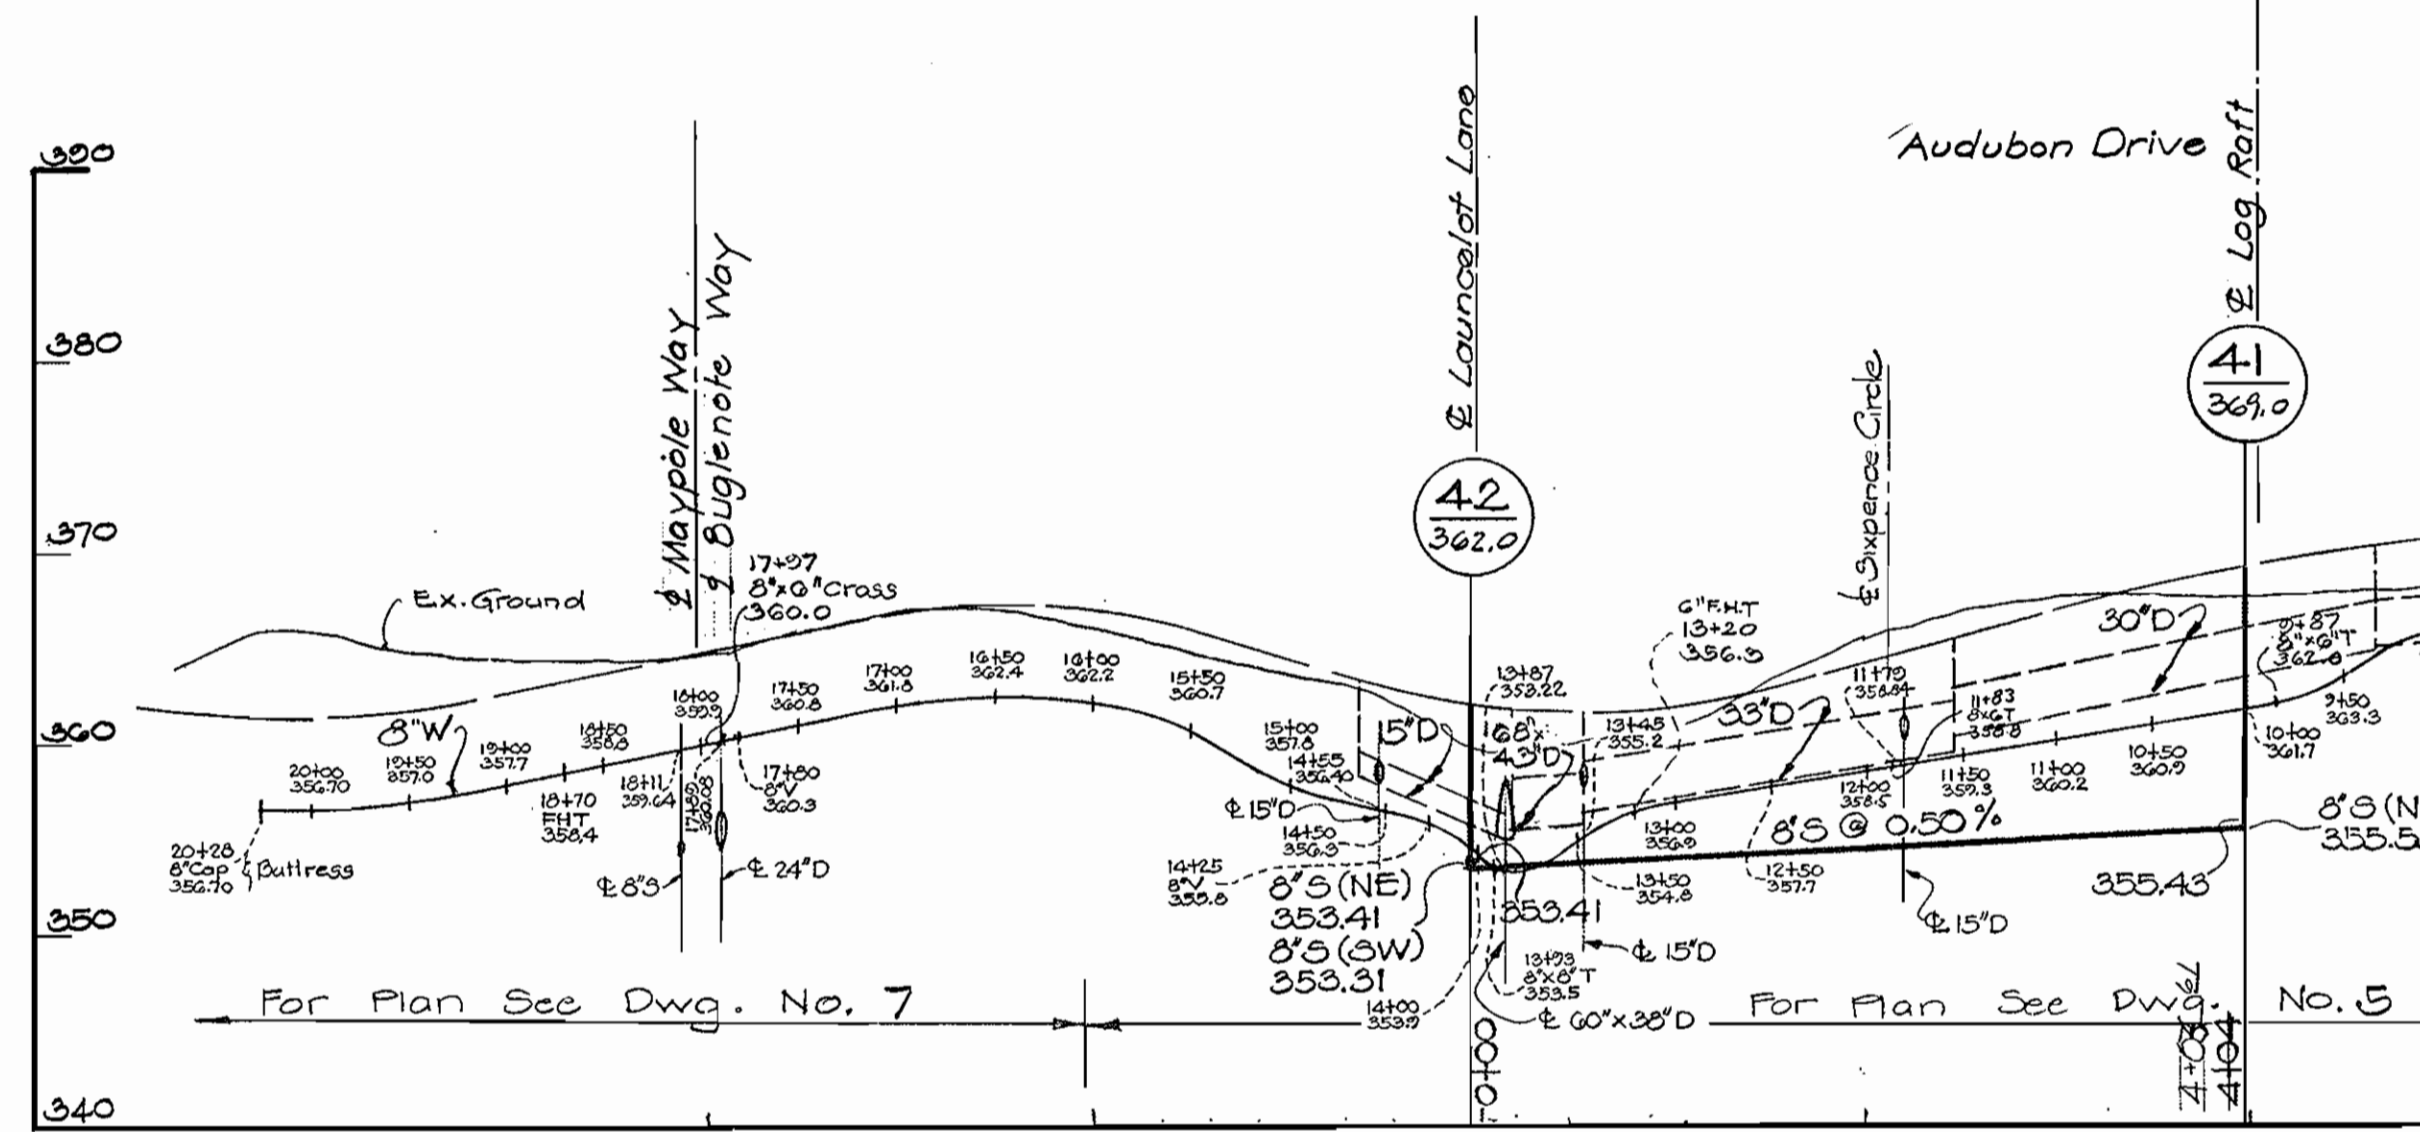 390
380
370
360
350
340
Ex. Ground
8"W
℄ Maypole Way
℄ Buglenote Way
17+97
8"x6"Cross
360.0
20+28
8"Cap
356.70
Buttress
20+00
356.70
19+50
357.0
19+00
357.7
18+70
FHT
358.4
18+50
358.8
18+11
359.64
18+00
359.9
17+89
360.08
17+80
8"V
360.3
17+50
360.8
17+00
361.8
16+50
362.4
16+00
362.2
15+50
360.7
15+00
357.8
14+55
356.40
14+50
356.3
14+25
8"V
355.8
℄ 8"S
℄ 24"D
℄ 15"D
15"D
℄ Launcelot Lane
42
362.0
13+87
353.22
68"x
43"D
6"F.H.T
13+20
356.3
13+45
355.2
13+50
354.8
13+00
356.9
33"D
8"S @ 0.50%
12+50
357.7
12+00
358.5
℄ Sixpence Circle
11+79
358.84
11+83
8x6T
358.8
11+50
359.3
11+00
360.2
10+50
360.9
30"D
Audubon Drive
℄ Log Raft
41
369.0
9+87
8"x6"T
10+00
361.7
9+50
363.3
8"S (N
355.5
355.43
℄ 15"D
8"S (NE)
353.41
8"S (SW)
353.31
353.41
℄ 15"D
13+93
8"x8"T
353.5
14+00
353.9
℄ 60"x38"D
For Plan See Dwg. No. 7
For Plan See Dwg. No. 5
0+00
4+04